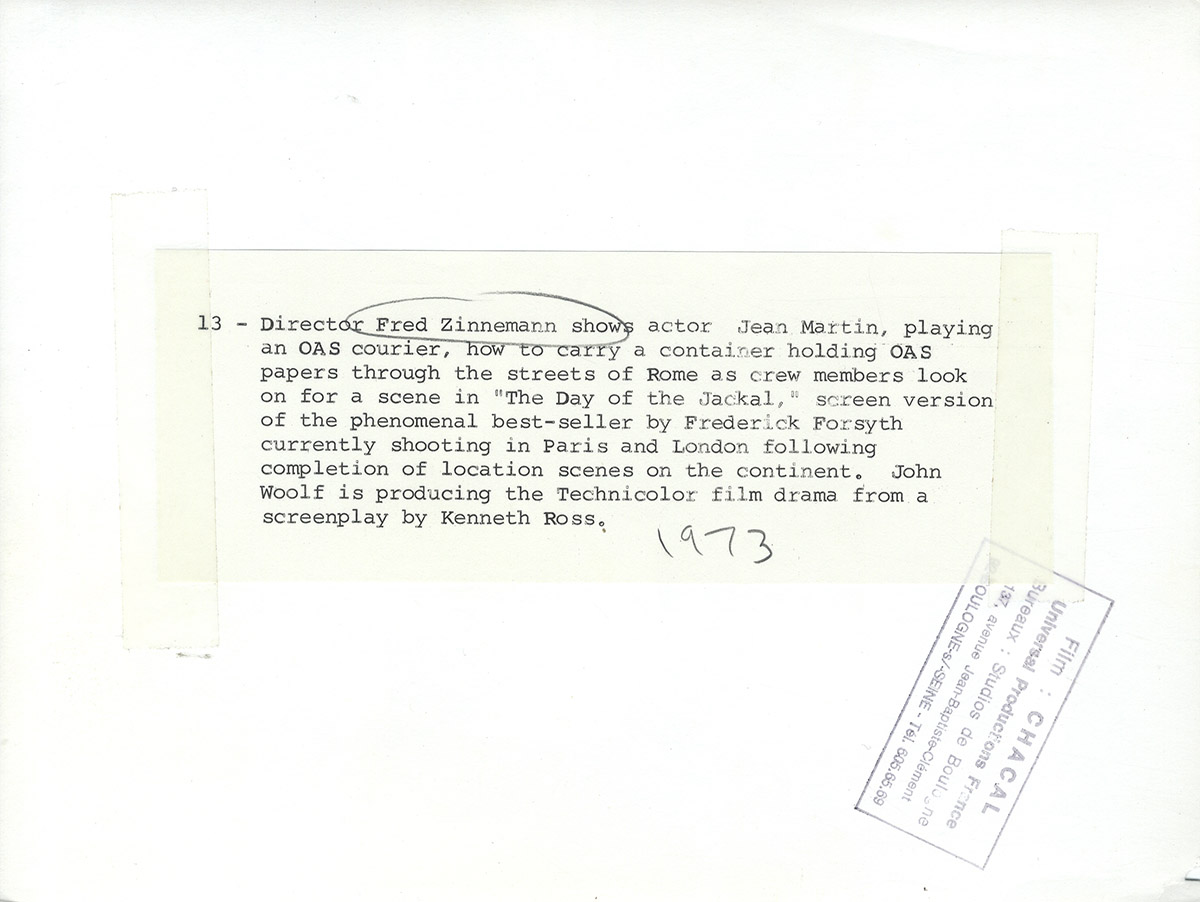 13 - Director Fred Zinnemann shows actor Jean Martin, playing
an OAS courier, how to carry a container holding OAS
papers through the streets of Rome as crew members look
on for a scene in "The Day of the Jackal," screen version
of the phenomenal best-seller by Frederick Forsyth
currently shooting in Paris and London following
completion of location scenes on the continent. John
Woolf is producing the Technicolor film drama from a
screenplay by Kenneth Ross.
1973
Film : CHACAL
Universal Productions France
Bureaux : Studios de Boulogne
137, avenue Jean-Baptiste-Clément
BOULOGNE-s/-SEINE - Tél. 605.65.69